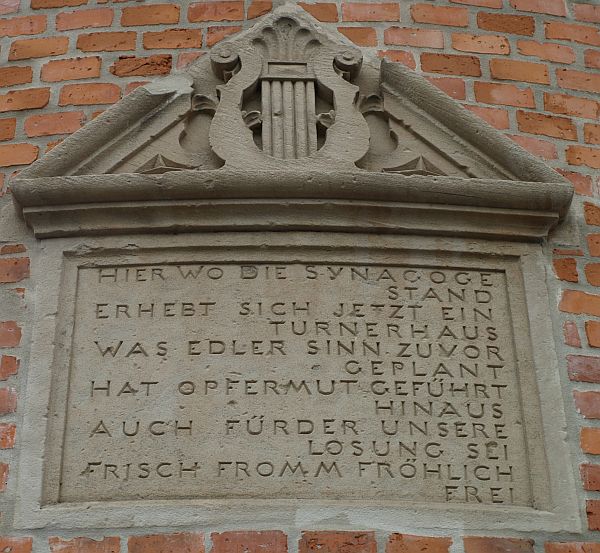 HIER WO DIE SYNAGOGE
STAND
ERHEBT SICH JETZT EIN
TURNERHAUS
WAS EDLER SINN ZUVOR
GEPLANT
HAT OPFERMUT GEFÜHRT
HINAUS
AUCH FÜRDER UNSERE
LOSUNG SEI
FRISCH FROMM FRÖHLICH
FREI